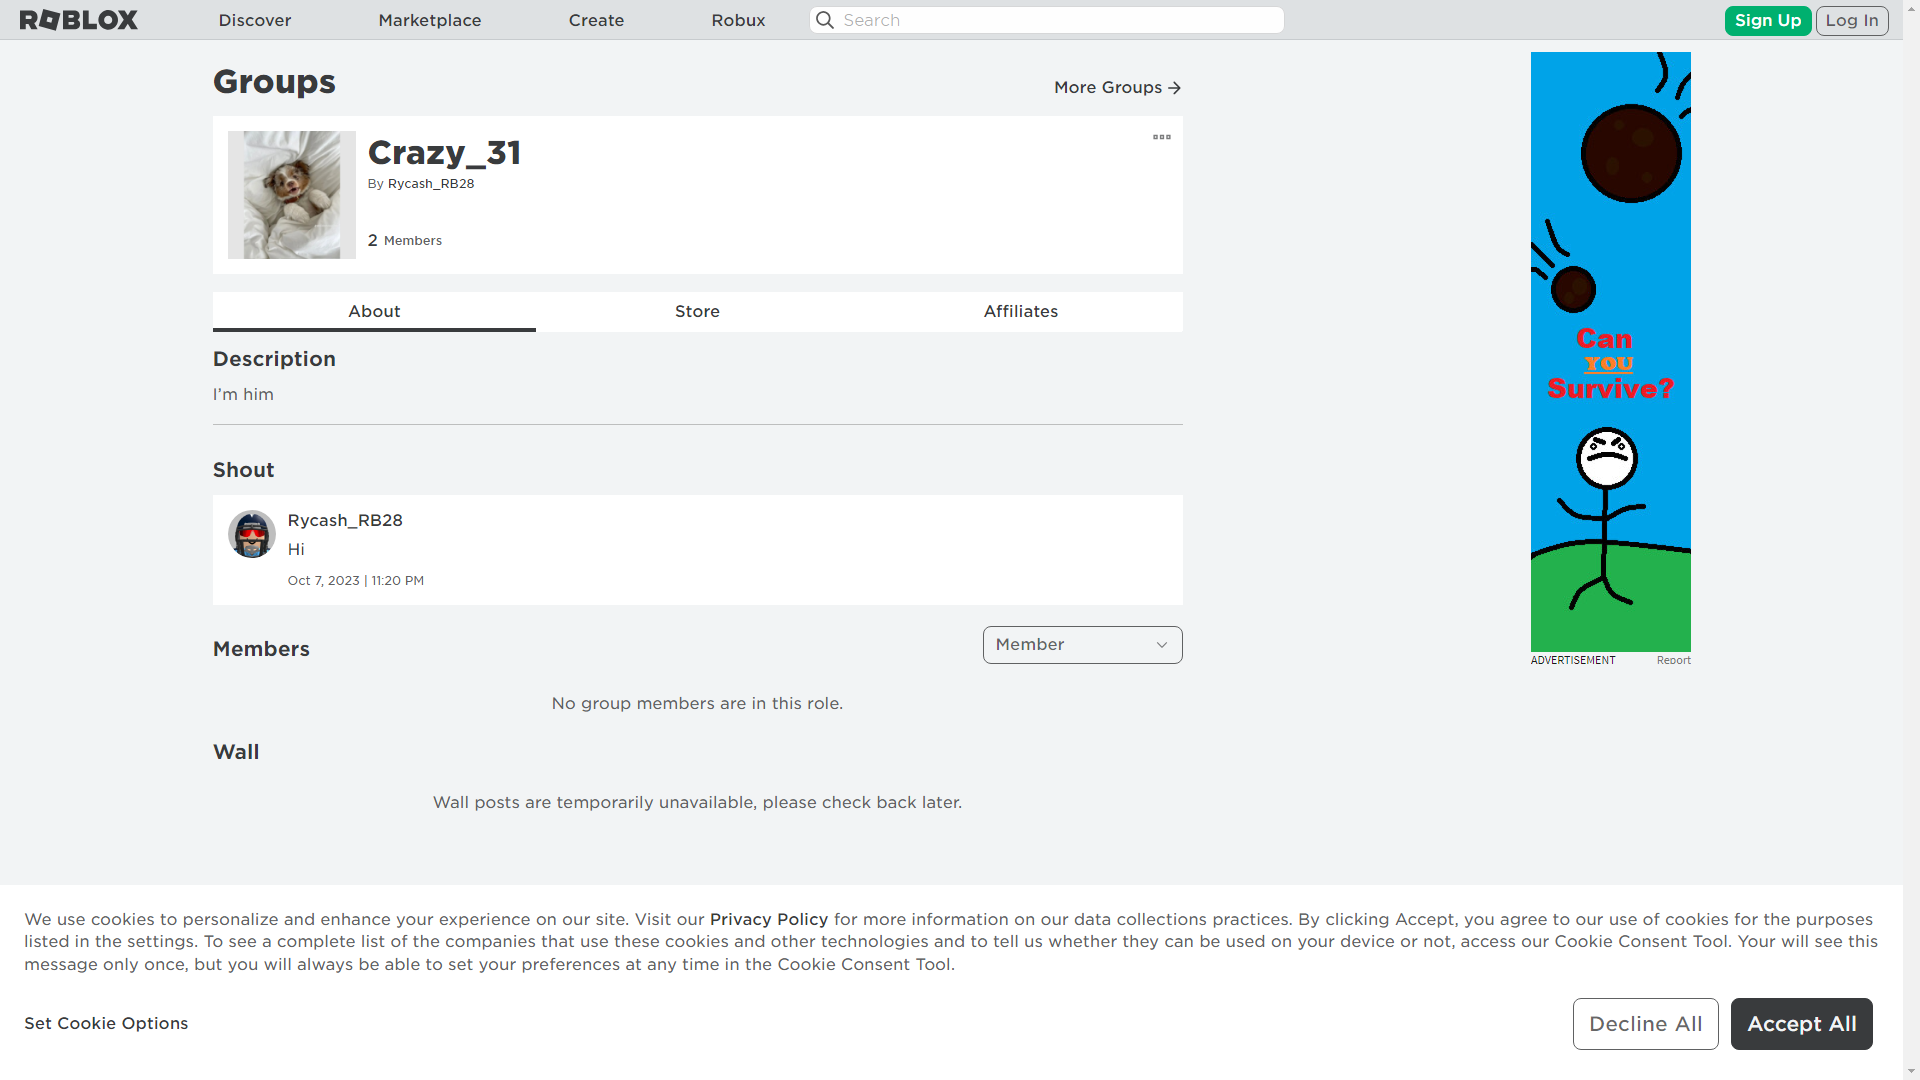 ROBLOX
Discover
Marketplace
Create
Robux
Search
Sign Up
Log In
Groups
More Groups
Crazy_31
By Rycash_RB28
2 Members
About
Store
Affiliates
Description
I’m him
Shout
Rycash_RB28
Hi
Oct 7, 2023 | 11:20 PM
Members
Member
No group members are in this role.
Wall
Wall posts are temporarily unavailable, please check back later.
Can
YOU
Survive?
ADVERTISEMENT
Report
We use cookies to personalize and enhance your experience on our site. Visit our Privacy Policy for more information on our data collections practices. By clicking Accept, you agree to our use of cookies for the purposes
listed in the settings. To see a complete list of the companies that use these cookies and other technologies and to tell us whether they can be used on your device or not, access our Cookie Consent Tool. Your will see this
message only once, but you will always be able to set your preferences at any time in the Cookie Consent Tool.
Set Cookie Options
Decline All
Accept All